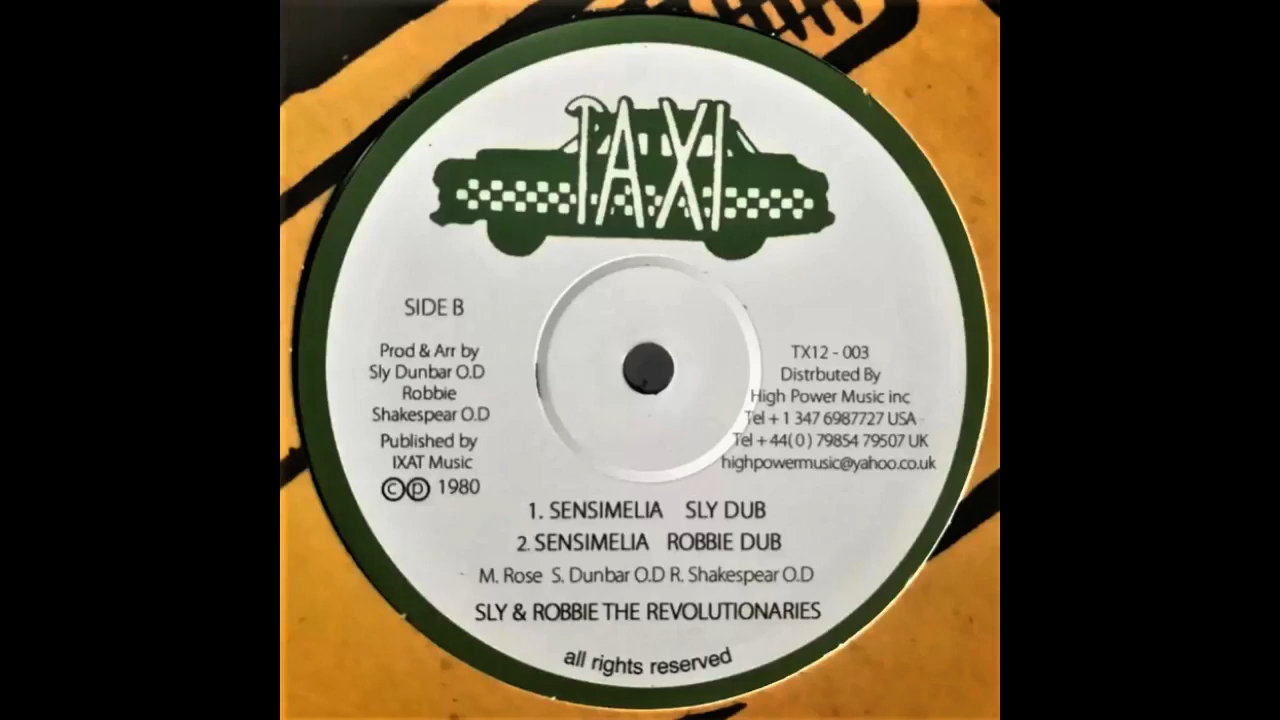 TAXI
SIDE B
Prod & Arr by
Sly Dunbar O.D
Robbie
Shakespear O.D
Published by
IXAT Music
©℗ 1980
TX12 - 003
Distrbuted By
High Power Music inc
Tel + 1 347 6987727 USA
Tel +44( 0 ) 79854 79507 UK
highpowermusic@yahoo.co.uk
1. SENSIMELIA SLY DUB
2. SENSIMELIA ROBBIE DUB
M. Rose S. Dunbar O.D R. Shakespear O.D
SLY & ROBBIE THE REVOLUTIONARIES
all rights reserved